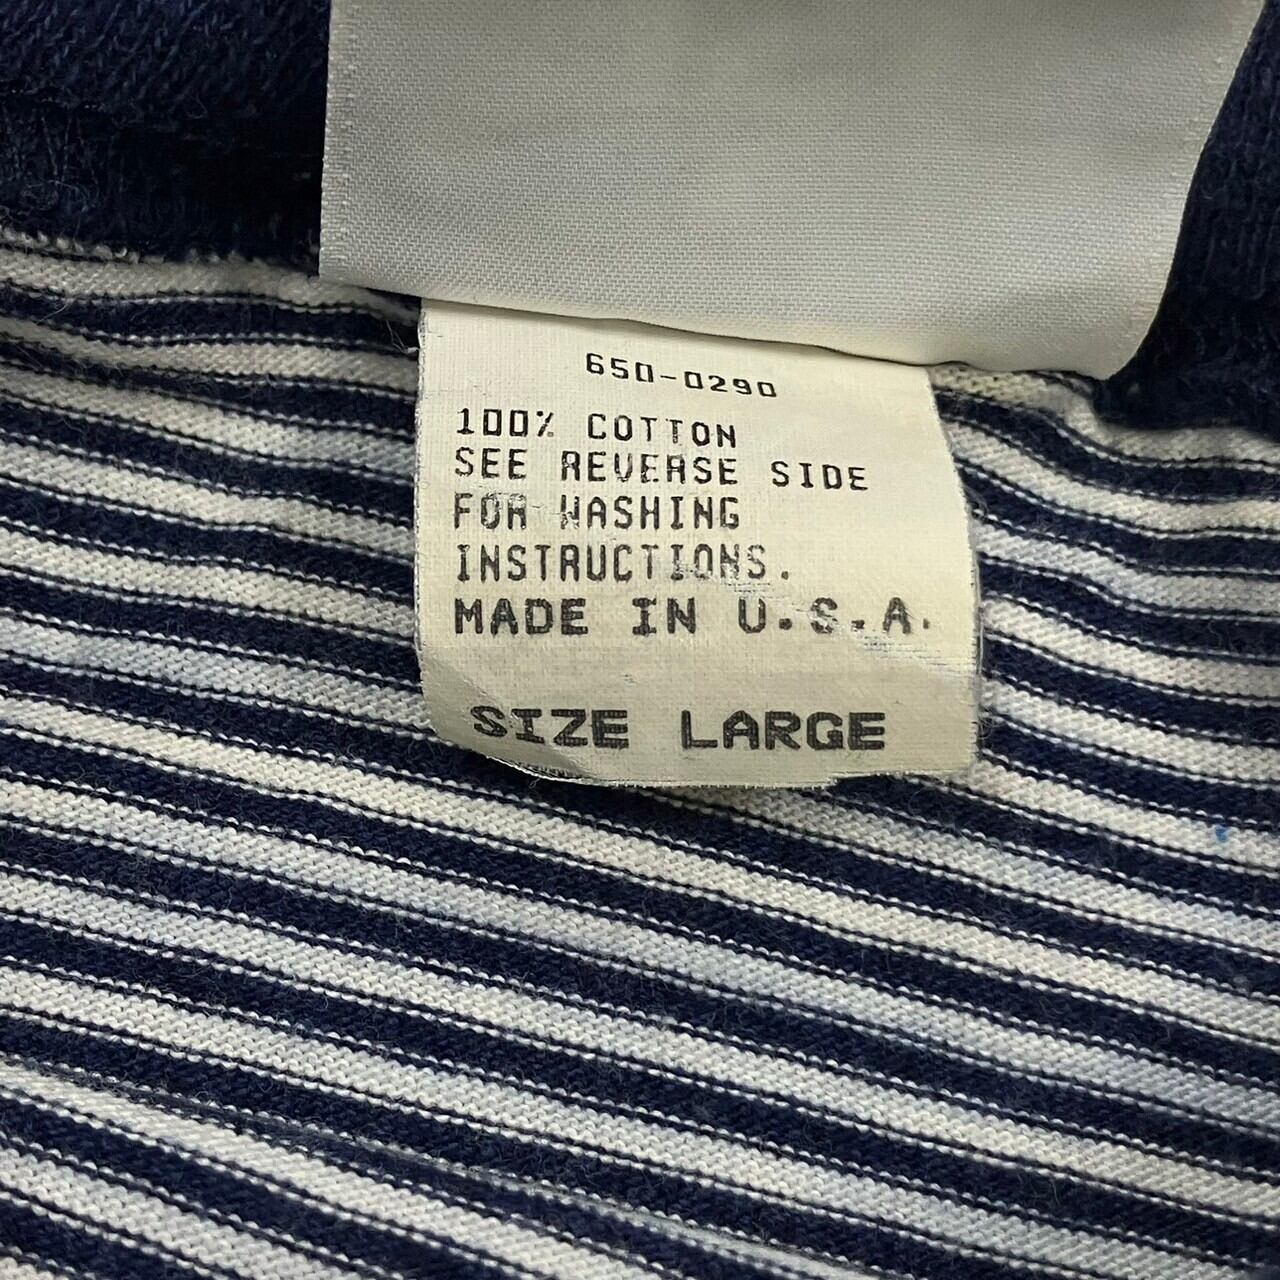 650-0290
100% COTTON
SEE REVERSE SIDE
FOR WASHING
INSTRUCTIONS.
MADE IN U.S.A.
SIZE LARGE